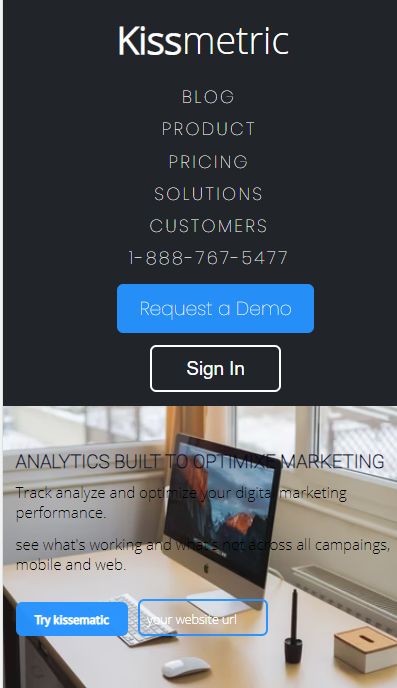 Kissmetric
BLOG
PRODUCT
PRICING
SOLUTIONS
CUSTOMERS
1-888-767-5477
Request a Demo
Sign In
ANALYTICS BUILT TO OPTIMIXE MARKETING
Track analyze and optimize your digital marketing
performance.
see what's working and what's not across all campaings,
mobile and web.
Try kissematic
your website url